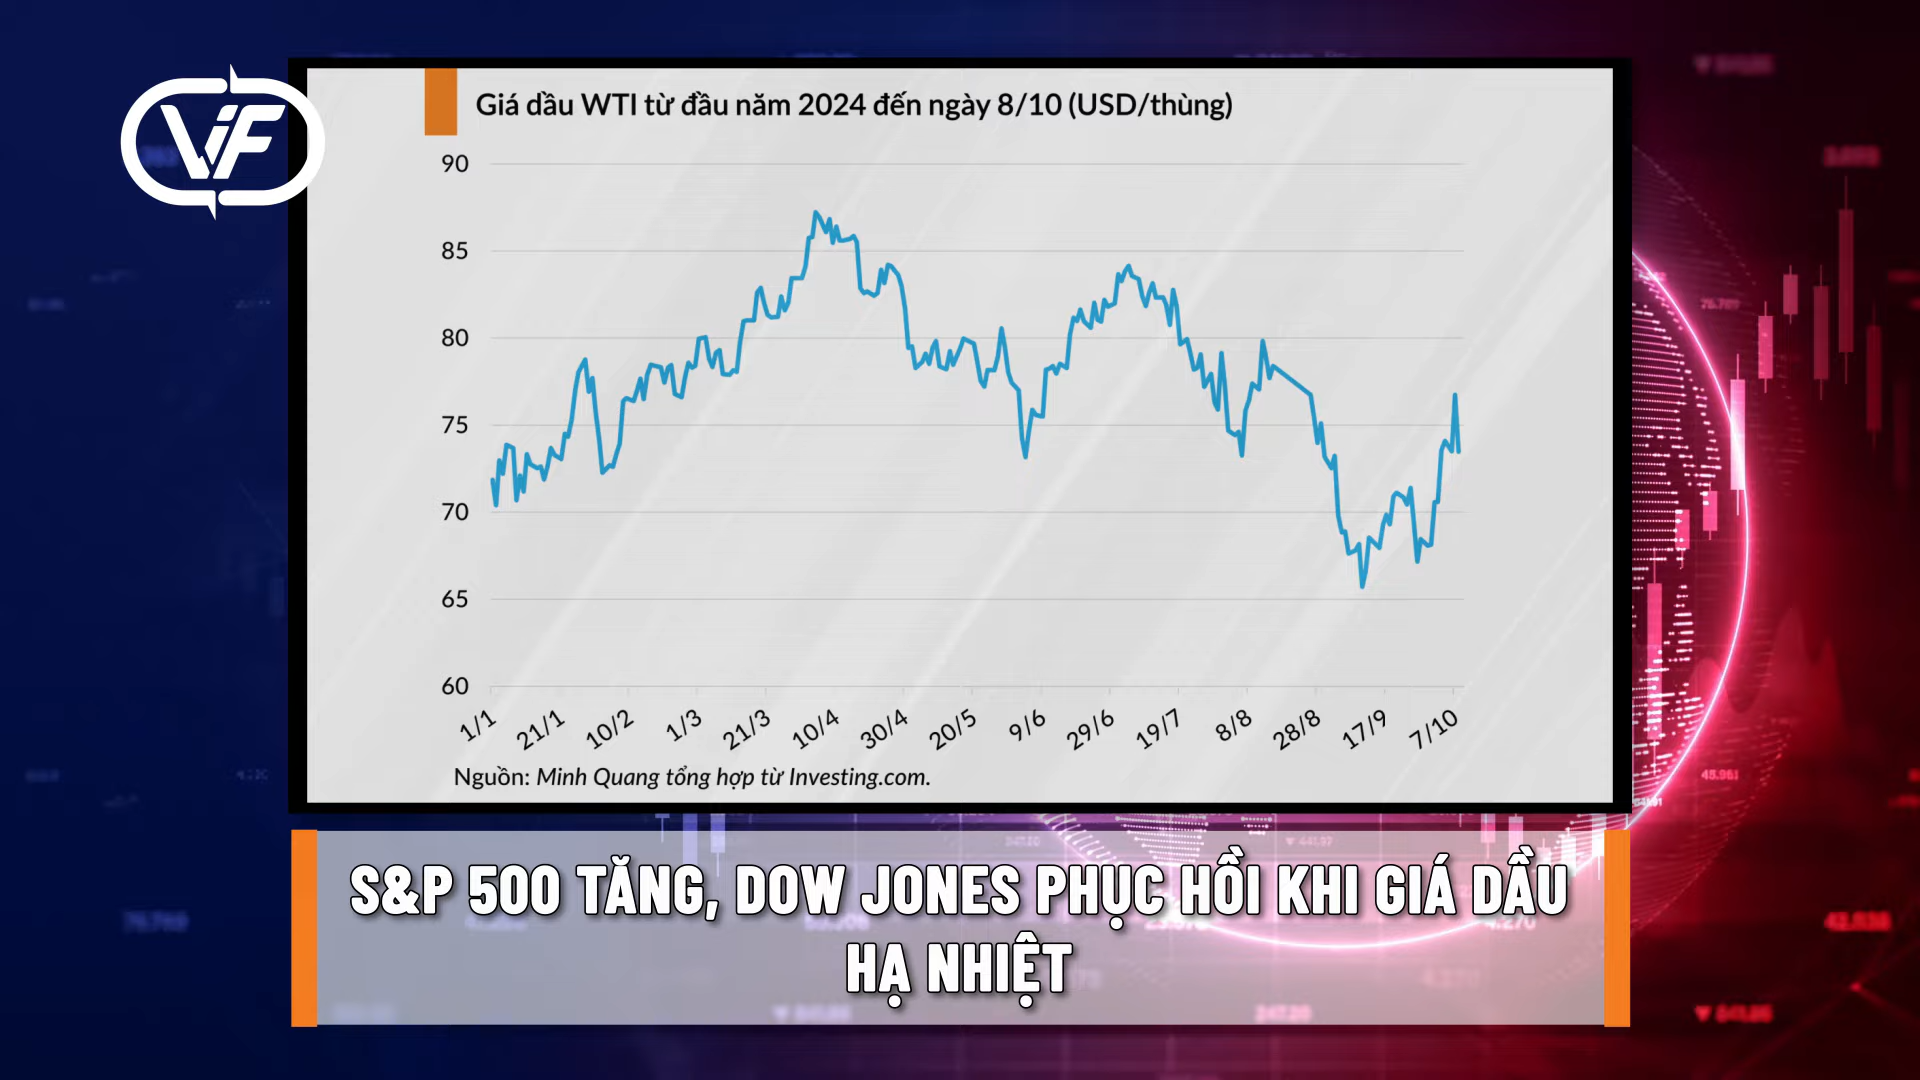 VIF
Giá dầu WTI từ đầu năm 2024 đến ngày 8/10 (USD/thùng)
90
85
80
75
70
65
60
1/1 21/1 10/2 1/3 21/3 10/4 30/4 20/5 9/6 29/6 19/7 8/8 28/8 17/9 7/10
Nguồn: Minh Quang tổng hợp từ Investing.com.
S&P 500 TĂNG, DOW JONES PHỤC HỒI KHI GIÁ DẦU
HẠ NHIỆT